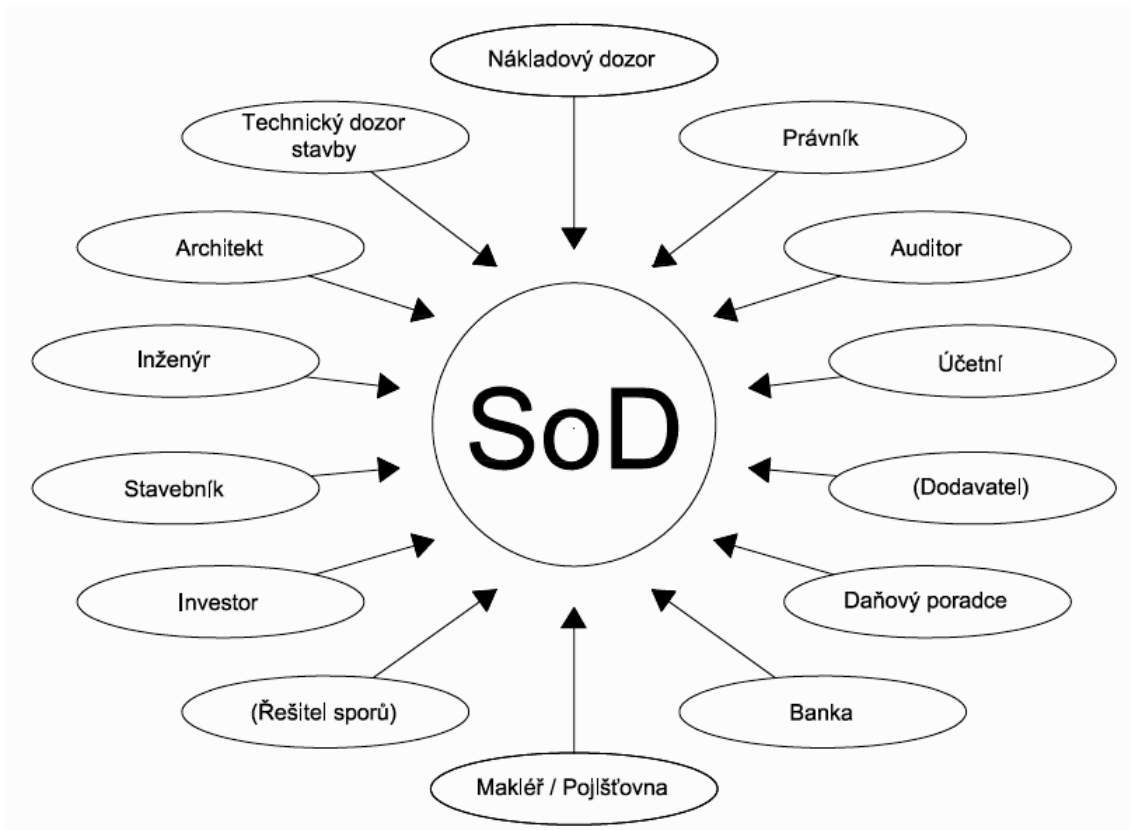 Nákladový dozor
Technický dozor
stavby
Právník
Architekt
Auditor
Inženýr
Účetní
SoD
Stavebník
(Dodavatel)
Investor
Daňový poradce
(Řešitel sporů)
Banka
Makléř / Pojlšťovna